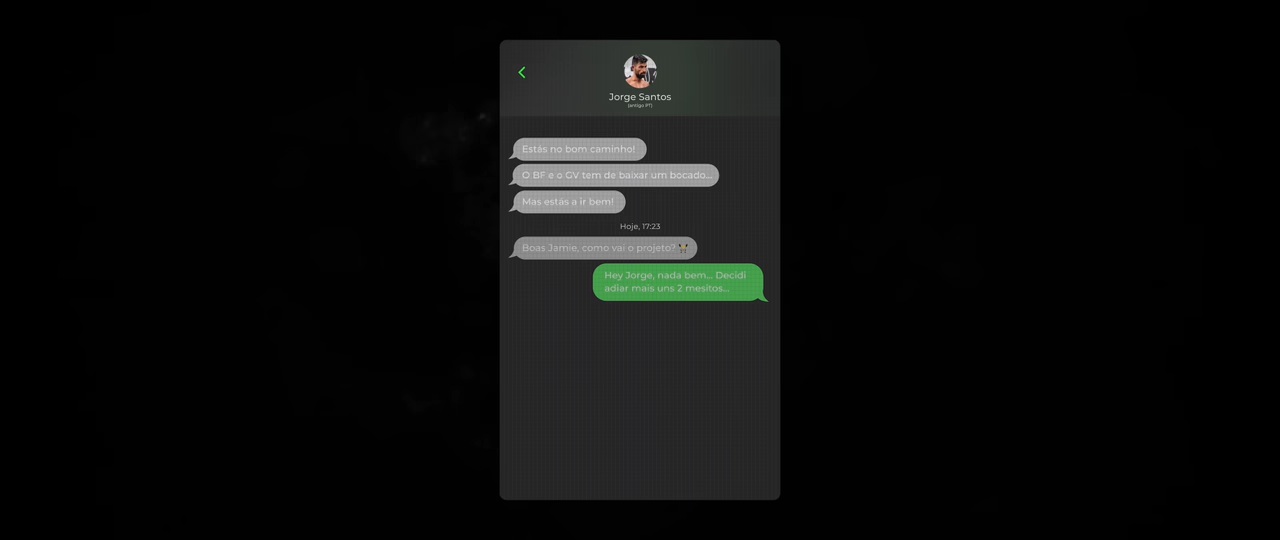 Jorge Santos
(antigo PT)
Estás no bom caminho!
O BF e o GV tem de baixar um bocado...
Mas estás a ir bem!
Hoje, 17:23
Boas Jamie, como vai o projeto? 🏋️
Hey Jorge, nada bem... Decidi
adiar mais uns 2 mesitos...